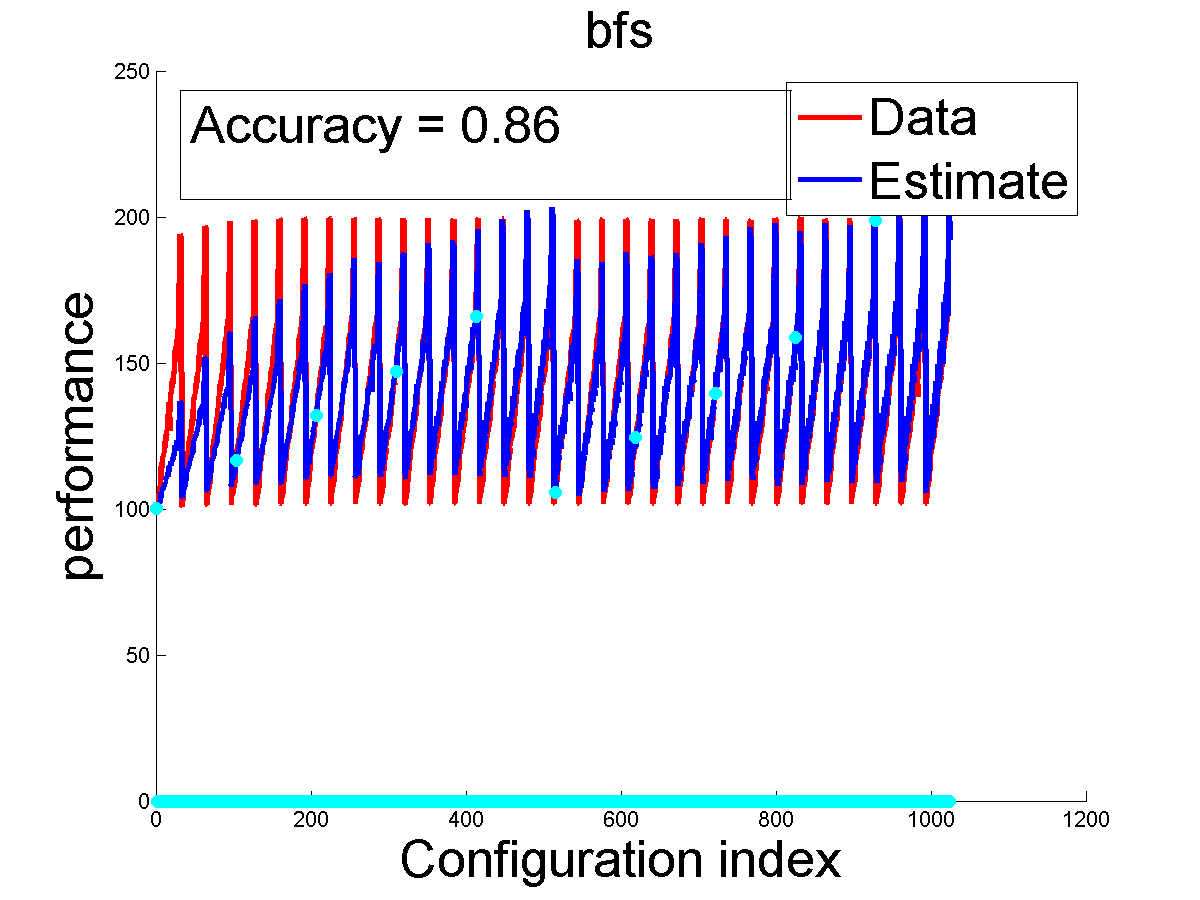 bfs
250
Accuracy = 0.86
Data
Estimate
200
150
100
50
0
performance
0 200 400 600 800 1000 1200
Configuration index